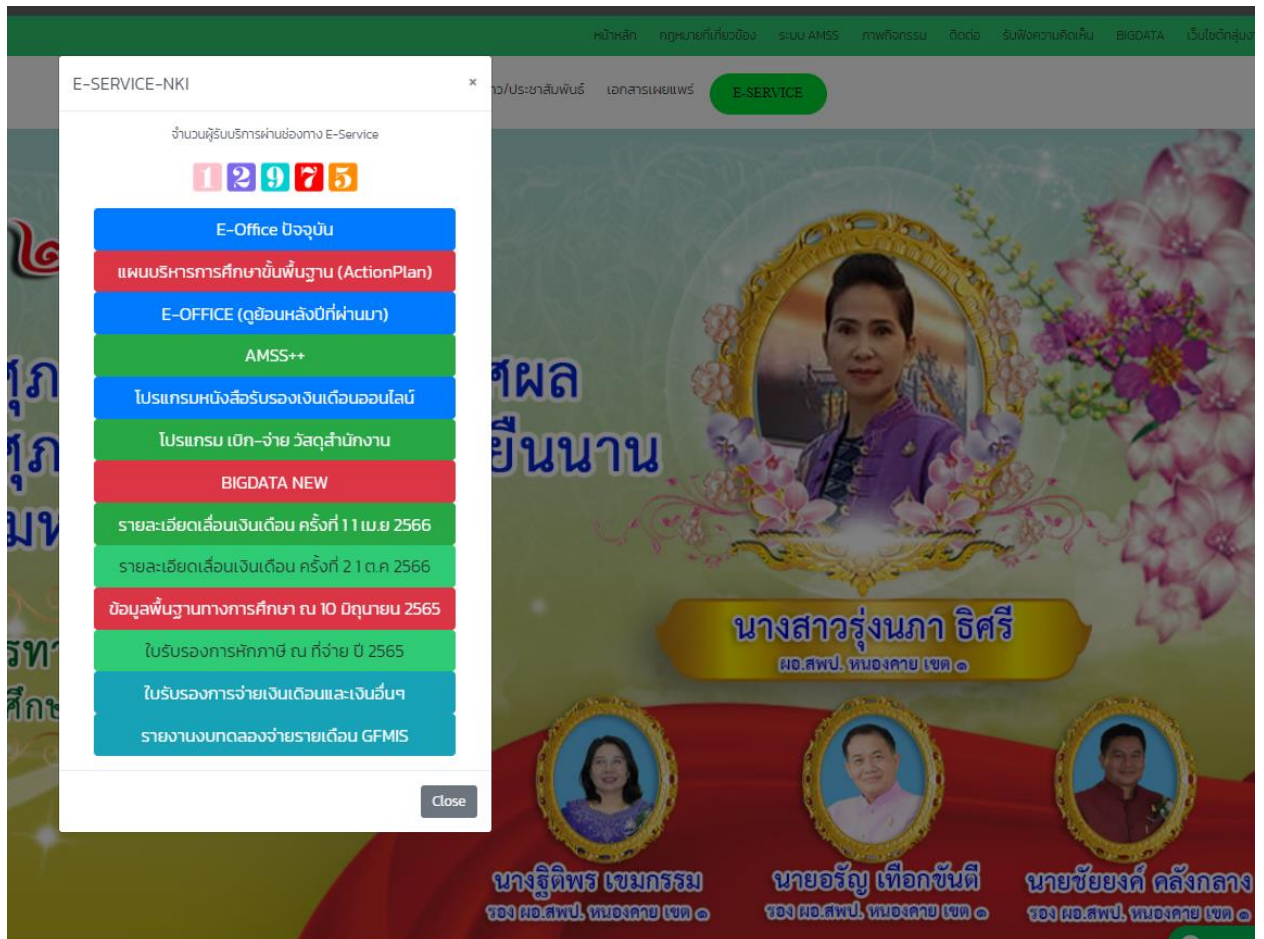 หน้าหลัก กฎหมายที่เกี่ยวข้อง ระบบ AMSS ภาพกิจกรรม ติดต่อ รับฟังความคิดเห็น BIGDATA
E-SERVICE-NKI ×
าว/ประชาสัมพันธ์ เอกสารเผยแพร่ E-SERVICE
จำนวนผู้รับบริการผ่านช่องทาง E-Service
12975
E-Office ปัจจุบัน
แผนบริหารการศึกษาขั้นพื้นฐาน (ActionPlan)
E-OFFICE (ดูย้อนหลังปีที่ผ่านมา)
AMSS++
โปรแกรมหนังสือรับรองเงินเดือนออนไลน์
โปรแกรม เบิก-จ่าย วัสดุสำนักงาน
BIGDATA NEW
รายละเอียดเลื่อนเงินเดือน ครั้งที่ 1 1 เม.ย 2566
รายละเอียดเลื่อนเงินเดือน ครั้งที่ 2 1 ต.ค 2566
ข้อมูลพื้นฐานทางการศึกษา ณ 10 มิถุนายน 2565
ใบรับรองการหักภาษี ณ ที่จ่าย ปี 2565
ใบรับรองการจ่ายเงินเดือนและเงินอื่นๆ
รายงานงบทดลองจ่ายรายเดือน GFMIS
Close
ศผล
ยืนนาน
นางสาวรุ่งนภา ธิศรี
ผอ.สพป. หนองคาย เขต ๑
นางฐิติพร เขมกรรม
รอง ผอ.สพป. หนองคาย เขต ๑
นายอรัญ เทือกขันตี
รอง ผอ.สพป. หนองคาย เขต ๑
นายชัยยงค์ คลังกลาง
รอง ผอ.สพป. หนองคาย เขต ๑